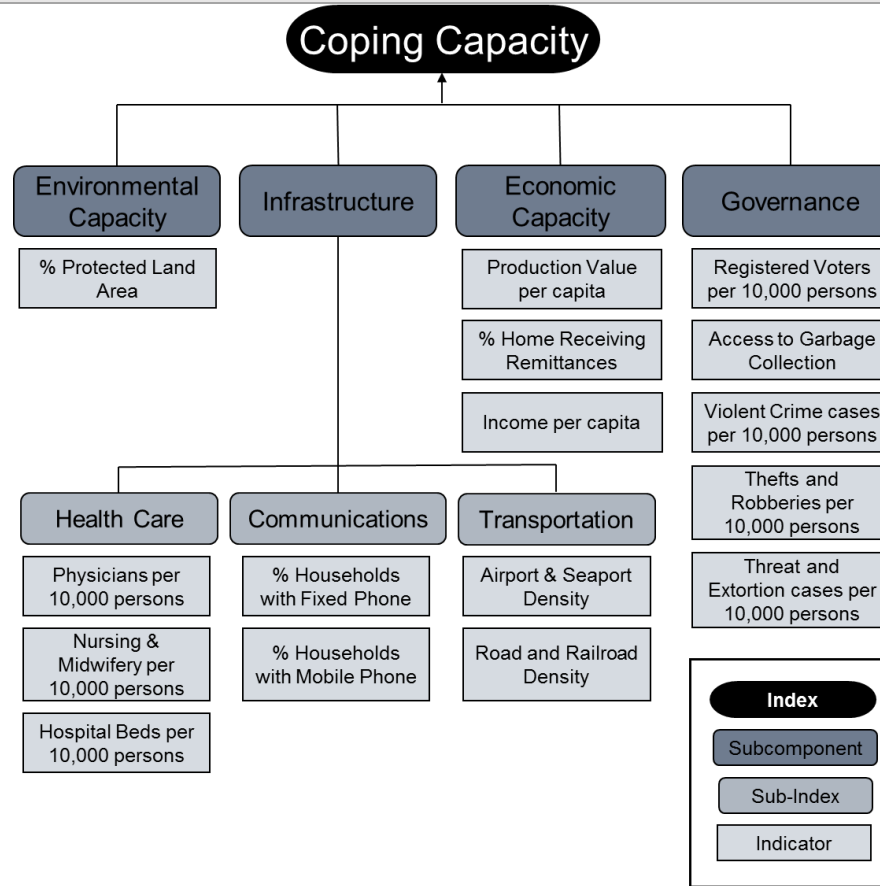 Coping Capacity
Environmental
Capacity
Infrastructure
Economic
Capacity
Governance
% Protected Land
Area
Production Value
per capita
% Home Receiving
Remittances
Income per capita
Registered Voters
per 10,000 persons
Access to Garbage
Collection
Violent Crime cases
per 10,000 persons
Thefts and
Robberies per
10,000 persons
Threat and
Extortion cases per
10,000 persons
Health Care
Communications
Transportation
Physicians per
10,000 persons
Nursing &
Midwifery per
10,000 persons
Hospital Beds per
10,000 persons
% Households
with Fixed Phone
% Households
with Mobile Phone
Airport & Seaport
Density
Road and Railroad
Density
Index
Subcomponent
Sub-Index
Indicator